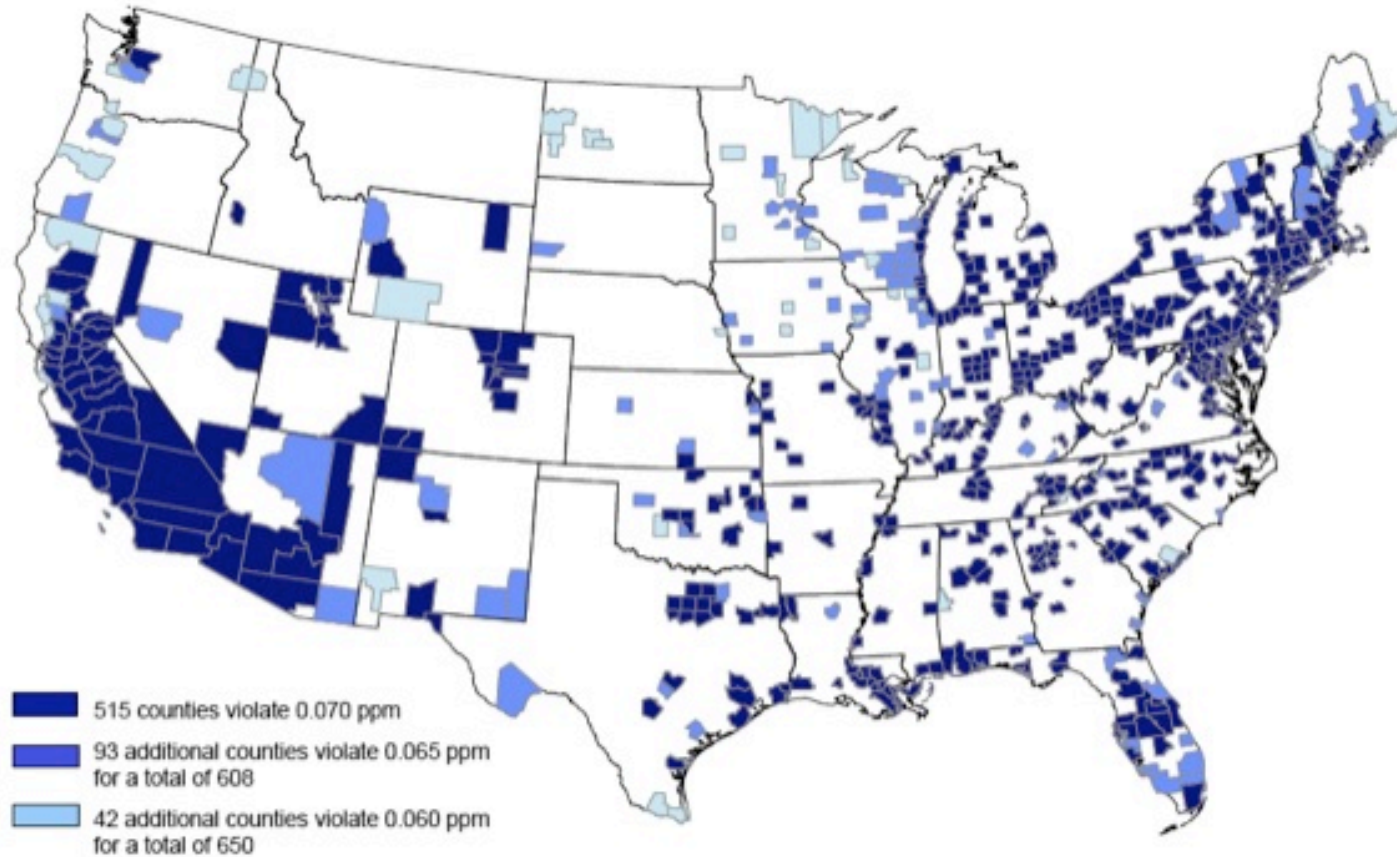 515 counties violate 0.070 ppm
93 additional counties violate 0.065 ppm
for a total of 608
42 additional counties violate 0.060 ppm
for a total of 650